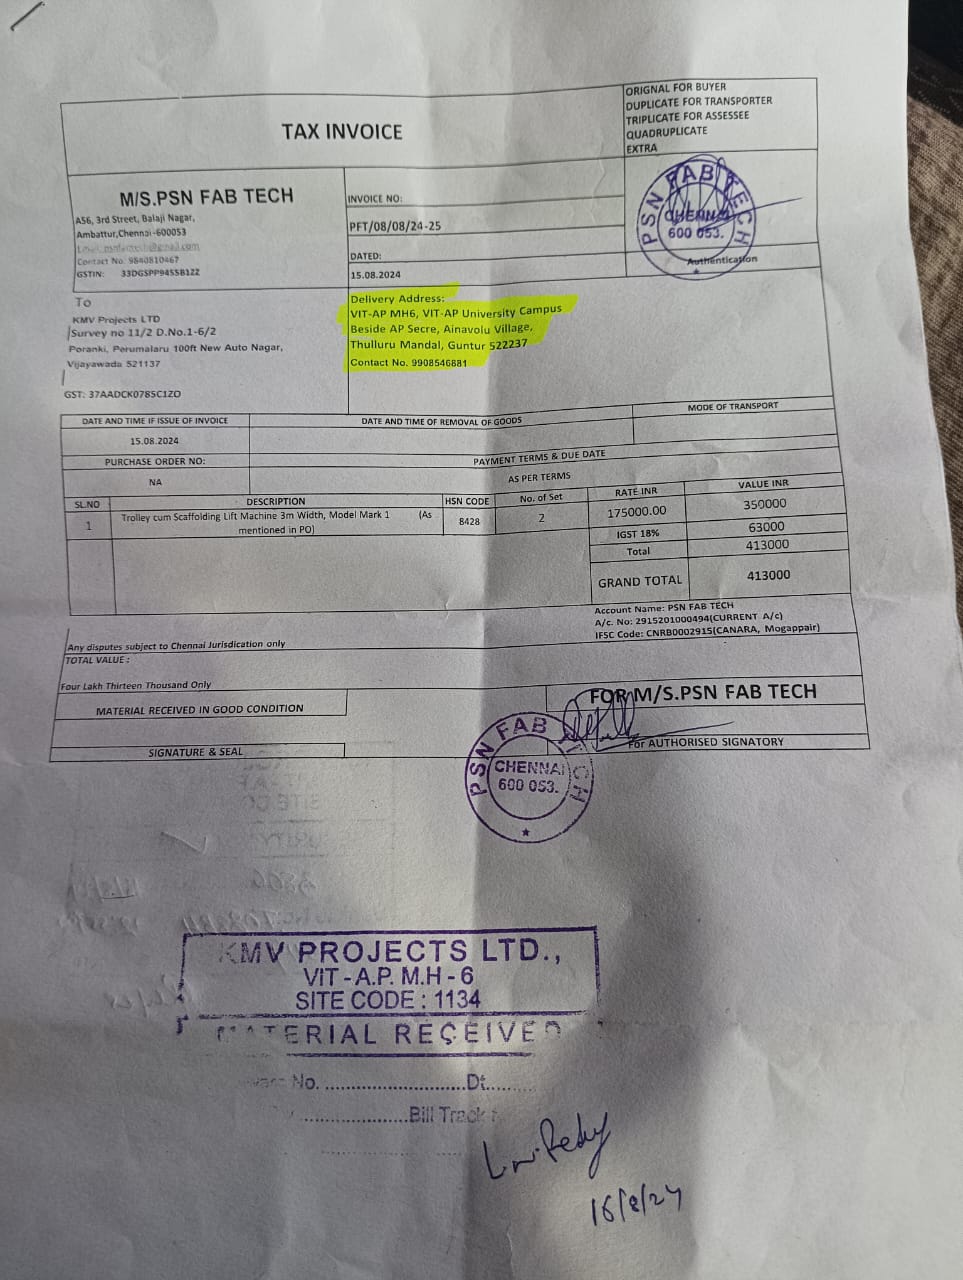 TAX INVOICE
ORIGNAL FOR BUYER
DUPLICATE FOR TRANSPORTER
TRIPLICATE FOR ASSESSEE
QUADRUPLICATE
EXTRA
M/S.PSN FAB TECH
A56, 3rd Street, Balaji Nagar,
Ambattur,Chennai-600053
Contact No. 9840810467
GSTIN: 33DGSPP9455B1ZZ
INVOICE NO:
PFT/08/08/24-25
DATED:
15.08.2024
PSN FAB TECH
CHENNAI
600 053.
Authentication
To
KMV Projects LTD
Survey no 11/2 D.No.1-6/2
Poranki, Perumalaru 100ft New Auto Nagar,
Vijayawada 521137
GST: 37AADCK0785C1ZO
Delivery Address:
VIT-AP MH6, VIT-AP University Campus
Beside AP Secre, Ainavolu Village,
Thulluru Mandal, Guntur 522237
Contact No. 9908546881
DATE AND TIME IF ISSUE OF INVOICE
DATE AND TIME OF REMOVAL OF GOODS
MODE OF TRANSPORT
15.08.2024
PURCHASE ORDER NO:
PAYMENT TERMS & DUE DATE
NA
AS PER TERMS
SL.NO DESCRIPTION HSN CODE No. of Set RATE INR VALUE INR
1 Trolley cum Scaffolding Lift Machine 3m Width, Model Mark 1 (As
mentioned in PO) 8428 2 175000.00 350000
IGST 18% 63000
Total 413000
GRAND TOTAL 413000
Account Name: PSN FAB TECH
A/c. No: 2915201000494(CURRENT A/c)
IFSC Code: CNRB0002915(CANARA, Mogappair)
Any disputes subject to Chennai Jurisdication only
TOTAL VALUE :
Four Lakh Thirteen Thousand Only
MATERIAL RECEIVED IN GOOD CONDITION
FOR M/S.PSN FAB TECH
SIGNATURE & SEAL
For AUTHORISED SIGNATORY
PSN FAB TECH
CHENNAI
600 053.
KMV PROJECTS LTD.,
VIT-A.P. M.H-6
SITE CODE : 1134
MATERIAL RECEIVED
No. ..........................Dt.........
....................Bill Track
16/8/24